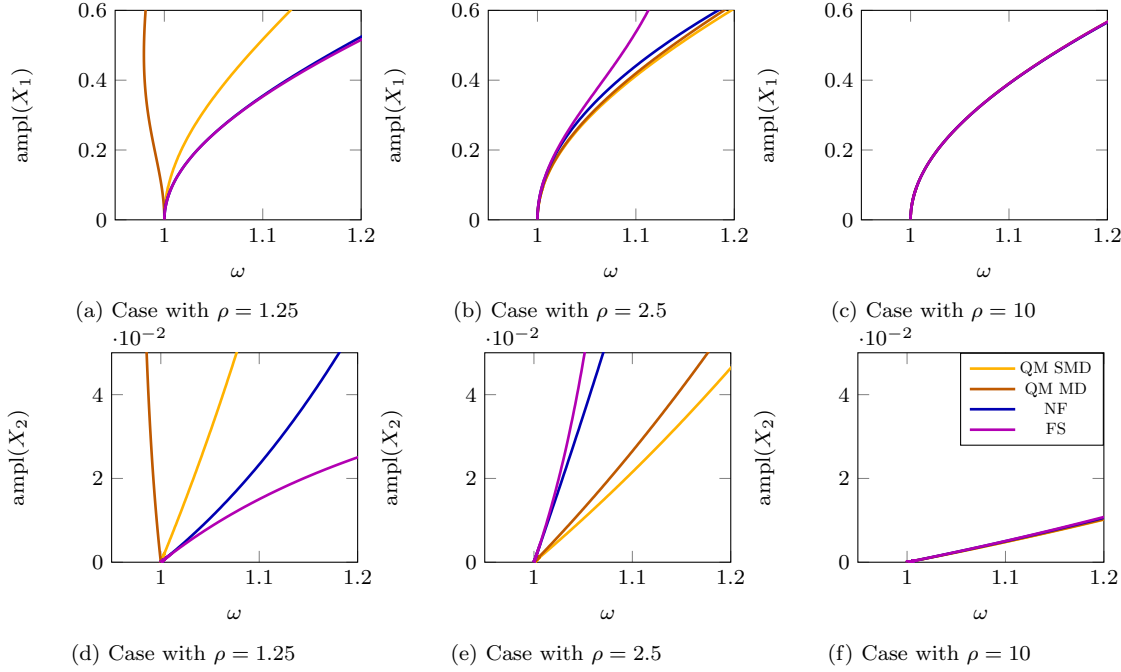 0.6
0.4
0.2
0
ampl(X₁)
1
1.1
1.2
ω
(a) Case with ρ = 1.25
0.6
0.4
0.2
0
ampl(X₁)
1
1.1
1.2
ω
(b) Case with ρ = 2.5
0.6
0.4
0.2
0
ampl(X₁)
1
1.1
1.2
ω
(c) Case with ρ = 10
·10⁻²
4
2
0
ampl(X₂)
1
1.1
1.2
ω
(d) Case with ρ = 1.25
·10⁻²
4
2
0
ampl(X₂)
1
1.1
1.2
ω
(e) Case with ρ = 2.5
·10⁻²
4
2
0
ampl(X₂)
QM SMD
QM MD
NF
FS
1
1.1
1.2
ω
(f) Case with ρ = 10